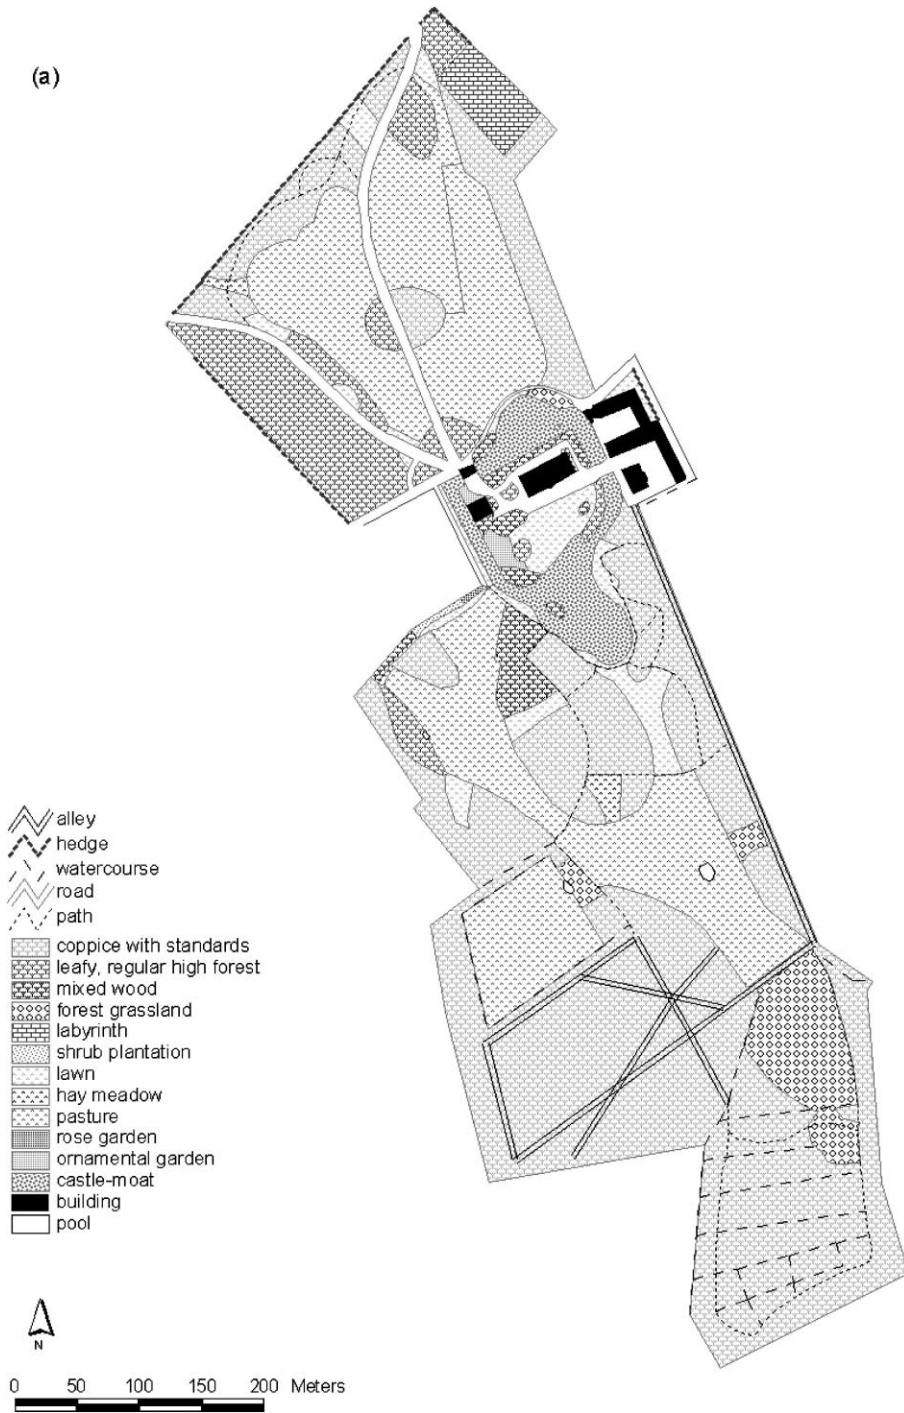 (a)
alley
hedge
watercourse
road
path
coppice with standards
leafy, regular high forest
mixed wood
forest grassland
labyrinth
shrub plantation
lawn
hay meadow
pasture
rose garden
ornamental garden
castle-moat
building
pool
N
0 50 100 150 200 Meters